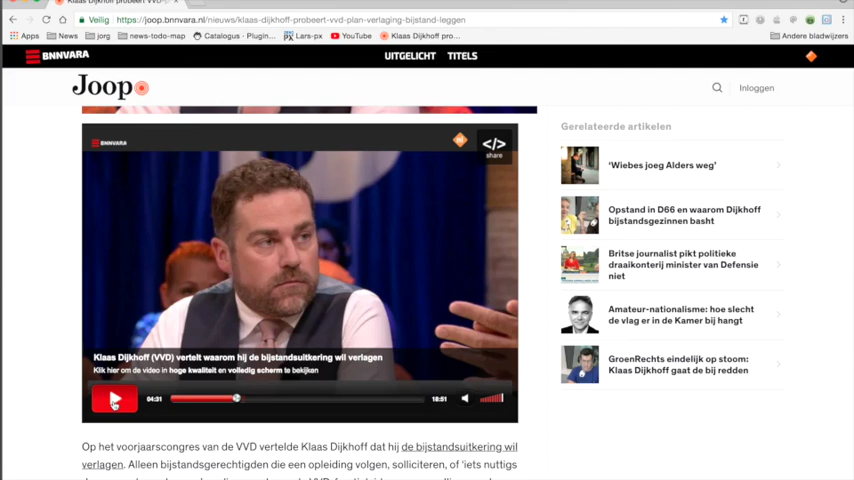 Klaas Dijkhoff probeert VVD-p
Veilig https://joop.bnnvara.nl/nieuws/klaas-dijkhoff-probeert-vvd-plan-verlaging-bijstand-leggen
Apps News jorg news-todo-map Catalogus - Plugin... Lars-px YouTube Klaas Dijkhoff pro... Andere bladwijzers
BNNVARA UITGELICHT TITELS
Joop Inloggen
BNNVARA
</>
share
Klaas Dijkhoff (VVD) vertelt waarom hij de bijstandsuitkering wil verlagen
Klik hier om de video in hoge kwaliteit en volledig scherm te bekijken
04:31 18:51
Op het voorjaarscongres van de VVD vertelde Klaas Dijkhoff dat hij de bijstandsuitkering wil
verlagen. Alleen bijstandsgerechtigden die een opleiding volgen, solliciteren, of ‘iets nuttigs
Gerelateerde artikelen
‘Wiebes joeg Alders weg’
Opstand in D66 en waarom Dijkhoff
bijstandsgezinnen basht
Britse journalist pikt politieke
draaikonterij minister van Defensie
niet
Amateur-nationalisme: hoe slecht
de vlag er in de Kamer bij hangt
GroenRechts eindelijk op stoom:
Klaas Dijkhoff gaat de bij redden